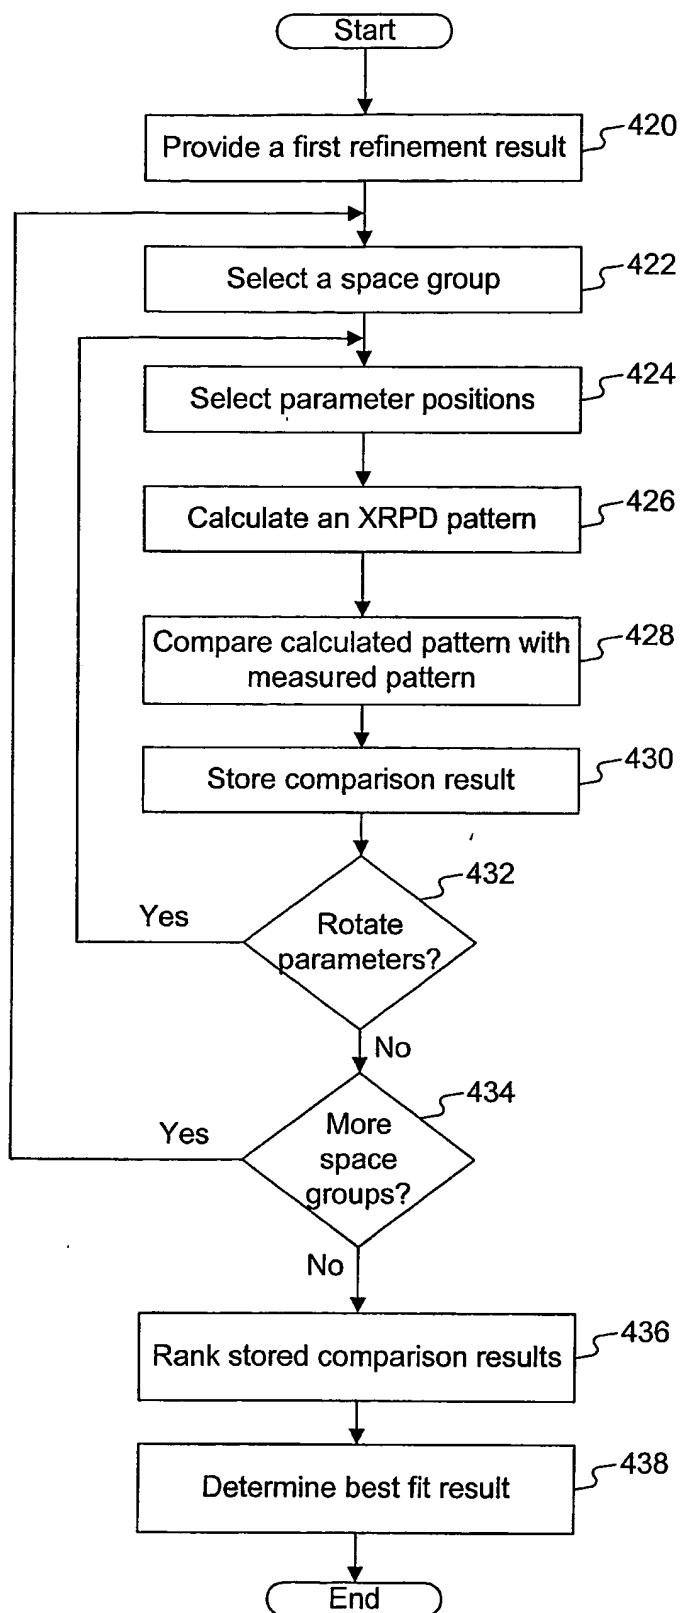 Start
Provide a first refinement result
420
Select a space group
422
Select parameter positions
424
Calculate an XRPD pattern
426
Compare calculated pattern with
measured pattern
428
Store comparison result
430
432
Yes
Rotate
parameters?
No
434
Yes
More
space
groups?
No
Rank stored comparison results
436
Determine best fit result
438
End